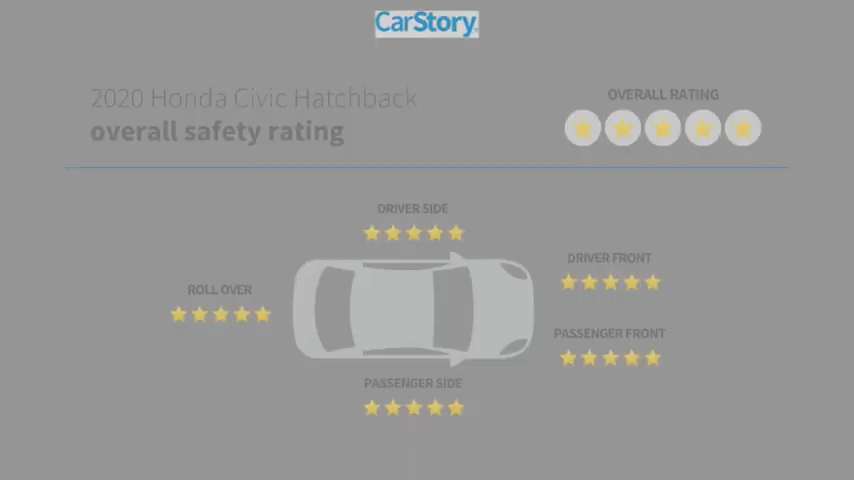 CarStory
2020 Honda Civic Hatchback
overall safety rating
OVERALL RATING
DRIVER SIDE
DRIVER FRONT
ROLL OVER
PASSENGER FRONT
PASSENGER SIDE